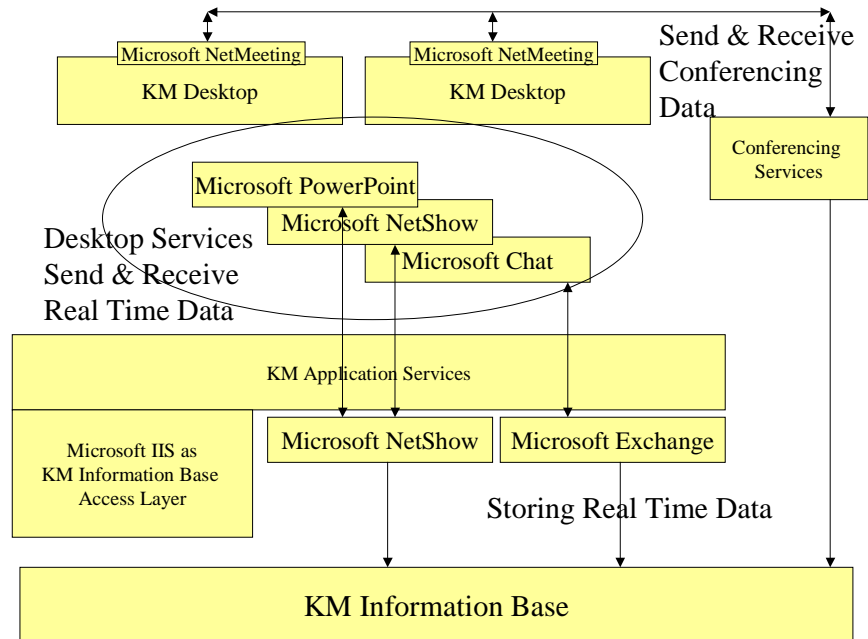 Microsoft NetMeeting
KM Desktop
Microsoft NetMeeting
KM Desktop
Send & Receive
Conferencing
Data
Conferencing
Services
Microsoft PowerPoint
Microsoft NetShow
Microsoft Chat
Desktop Services
Send & Receive
Real Time Data
KM Application Services
Microsoft IIS as
KM Information Base
Access Layer
Microsoft NetShow
Microsoft Exchange
Storing Real Time Data
KM Information Base